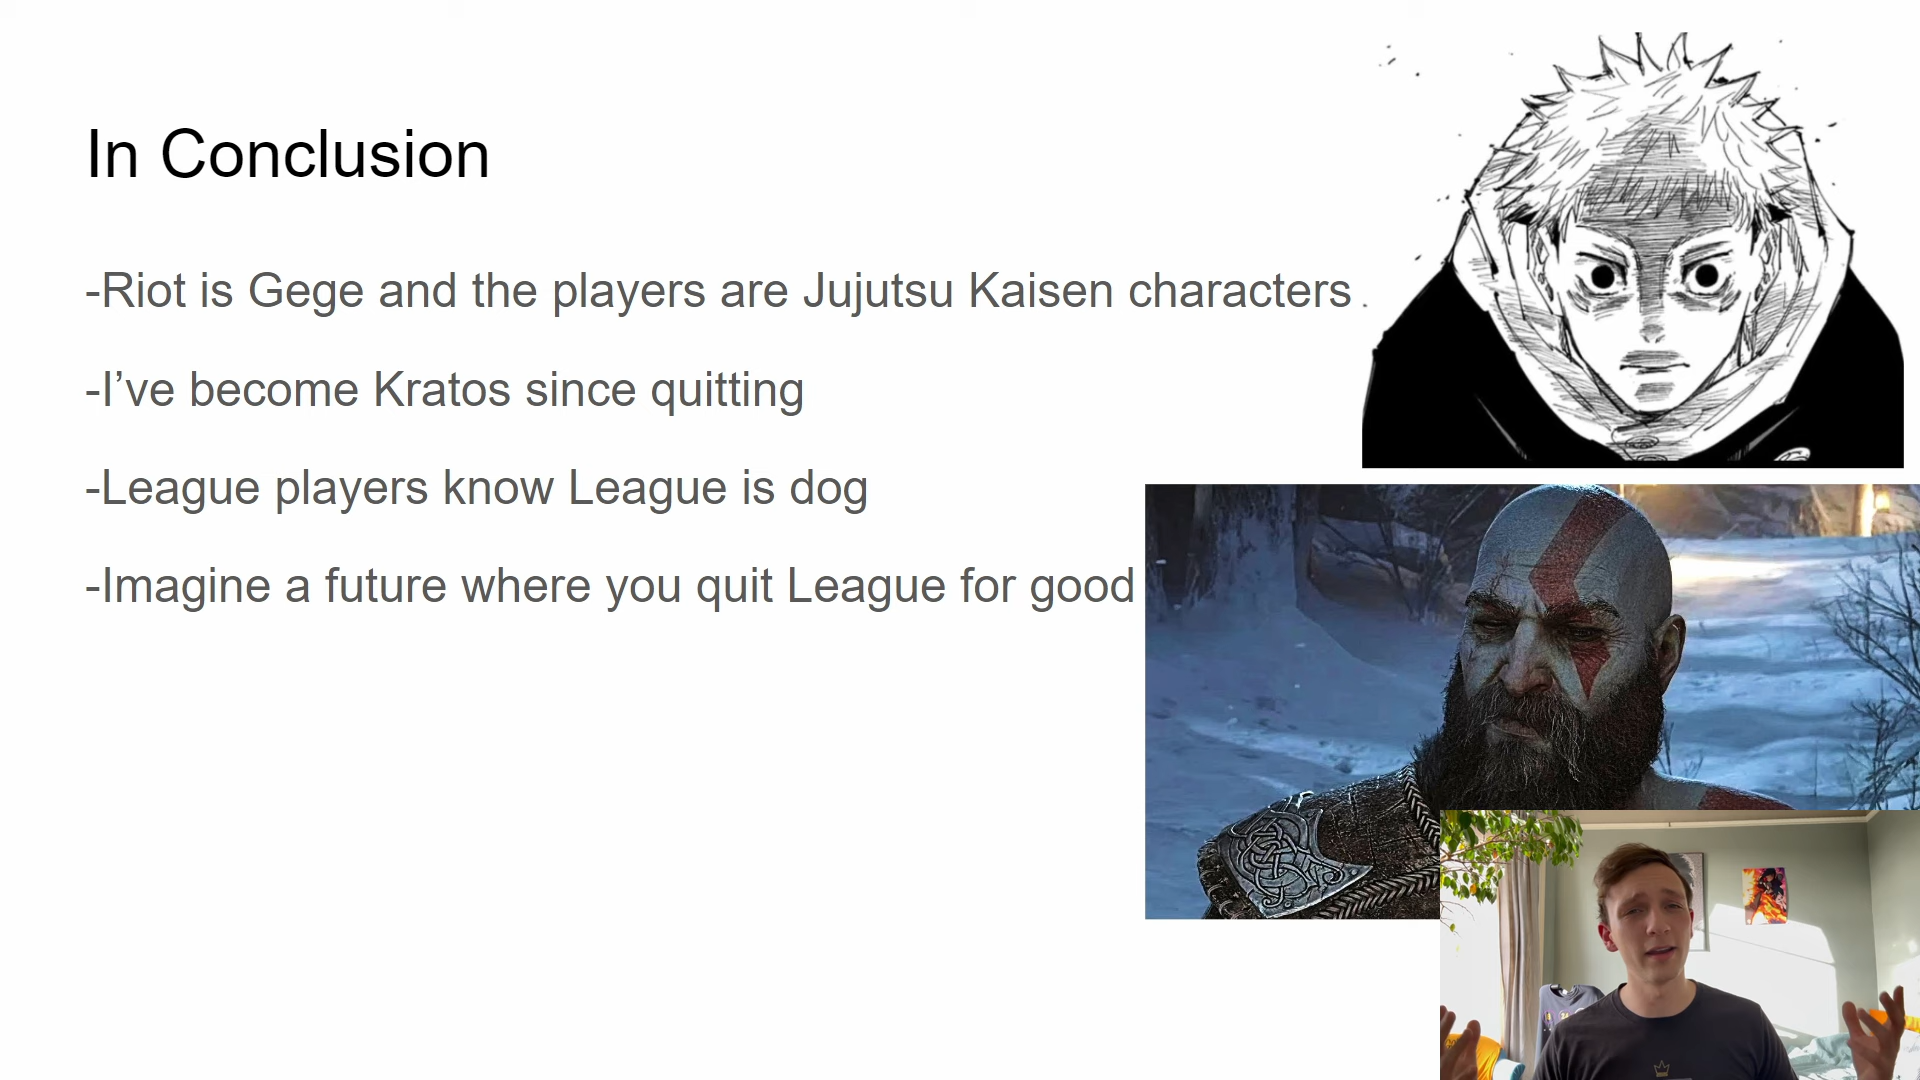 In Conclusion
-Riot is Gege and the players are Jujutsu Kaisen characters
-I’ve become Kratos since quitting
-League players know League is dog
-Imagine a future where you quit League for good